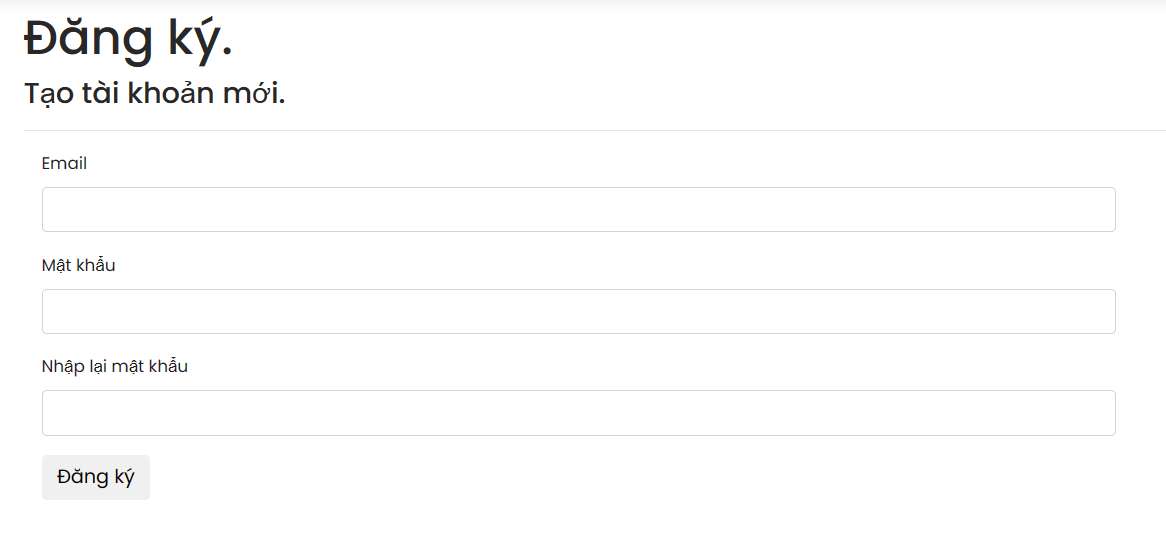 Đăng ký.
Tạo tài khoản mới.
Email
Mật khẩu
Nhập lại mật khẩu
Đăng ký